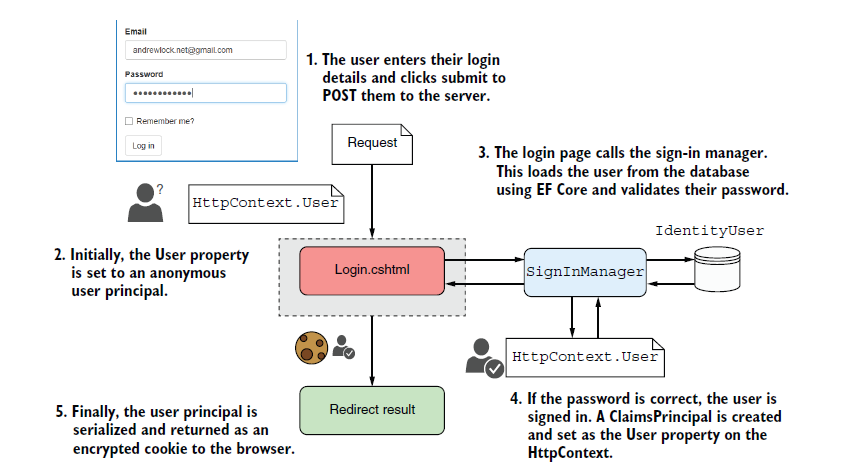 Email
andrewlock.net@gmail.com
Password
Remember me?
Log in
1. The user enters their login
details and clicks submit to
POST them to the server.
Request
3. The login page calls the sign-in manager.
This loads the user from the database
using EF Core and validates their password.
?
HttpContext.User
IdentityUser
2. Initially, the User property
is set to an anonymous
user principal.
Login.cshtml
SignInManager
HttpContext.User
5. Finally, the user principal is
serialized and returned as an
encrypted cookie to the browser.
Redirect result
4. If the password is correct, the user is
signed in. A ClaimsPrincipal is created
and set as the User property on the
HttpContext.